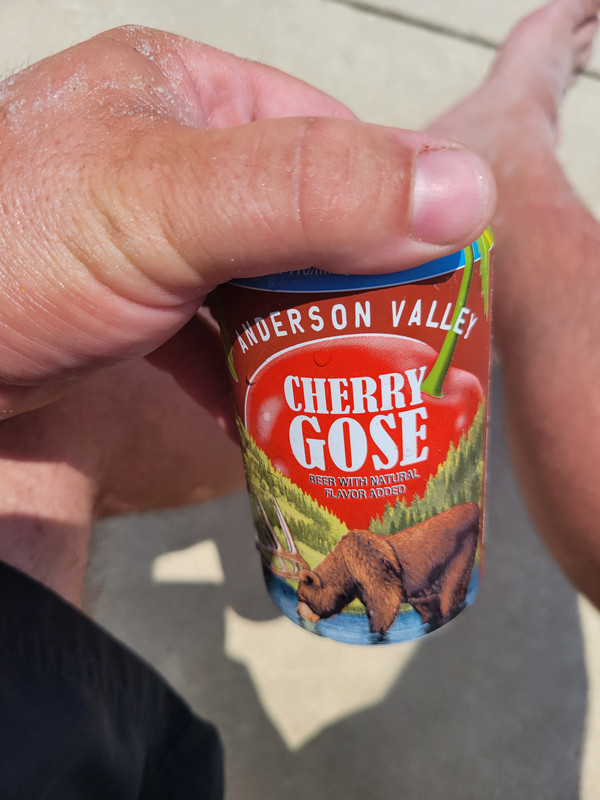 ANDERSON VALLEY
CHERRY
GOSE
BEER WITH NATURAL
FLAVOR ADDED